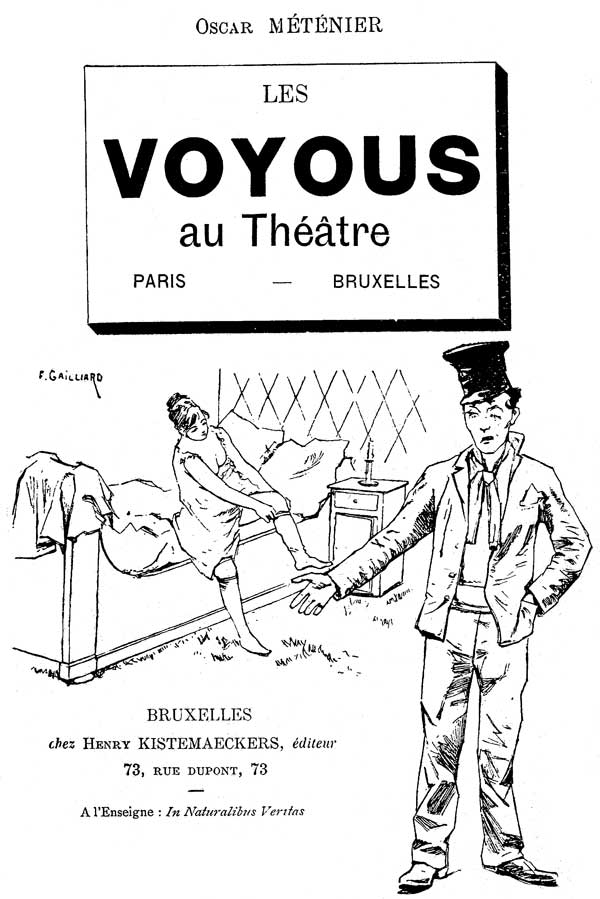 Oscar MÉTÉNIER
LES
VOYOUS
au Théâtre
PARIS — BRUXELLES
F. GAILLIARD
BRUXELLES
chez Henry KISTEMAECKERS, éditeur
73, RUE DUPONT, 73
A l'Enseigne : In Naturalibus Veritas